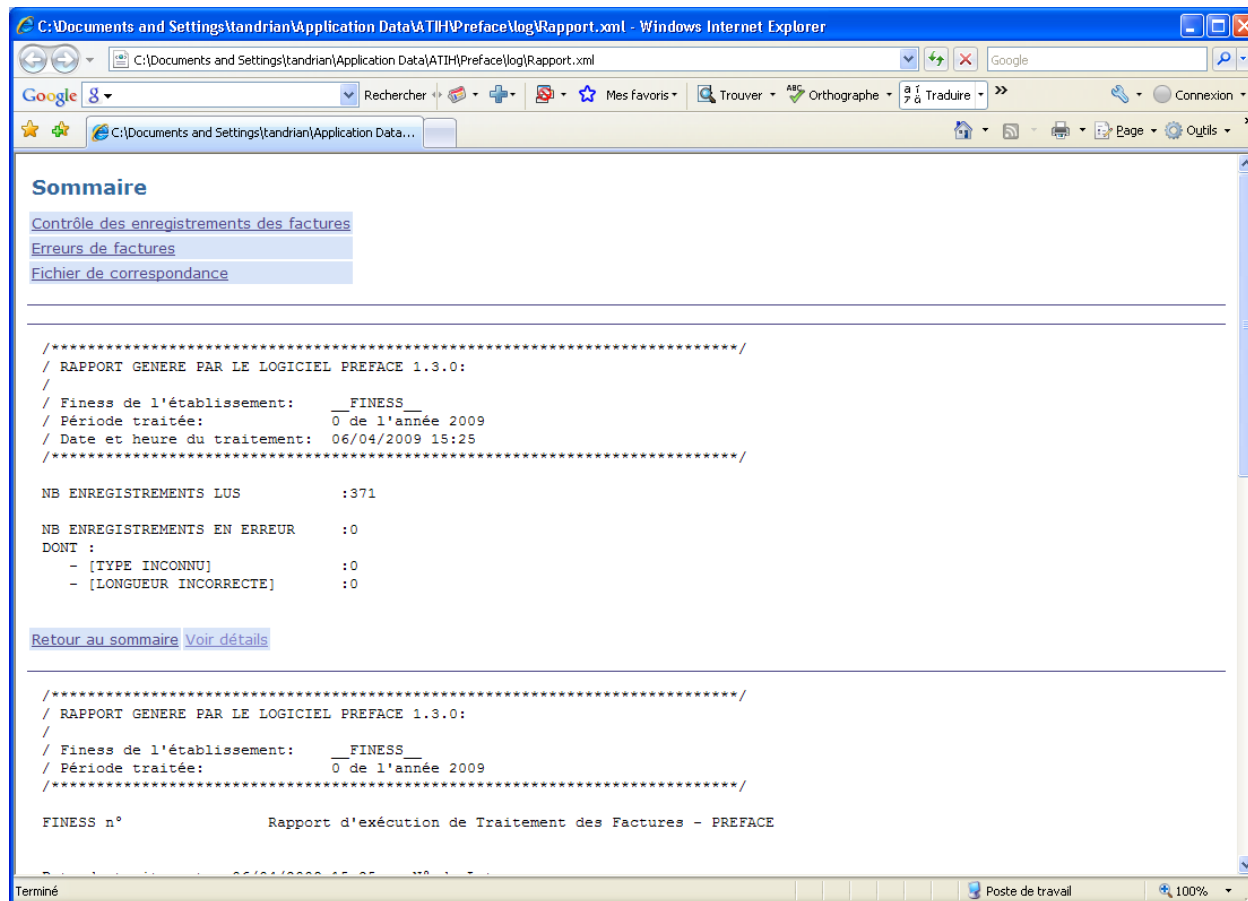 C:\Documents and Settings\tandrian\Application Data\ATIH\Preface\log\Rapport.xml - Windows Internet Explorer
C:\Documents and Settings\tandrian\Application Data\ATIH\Preface\log\Rapport.xml
Google
Google Rechercher Mes favoris Trouver Orthographe Traduire » Connexion
C:\Documents and Settings\tandrian\Application Data... Page Outils
Sommaire
Contrôle des enregistrements des factures
Erreurs de factures
Fichier de correspondance
/****************************************************************************/
/ RAPPORT GENERE PAR LE LOGICIEL PREFACE 1.3.0:
/
/ Finess de l'établissement: __FINESS__
/ Période traitée: 0 de l'année 2009
/ Date et heure du traitement: 06/04/2009 15:25
/****************************************************************************/
NB ENREGISTREMENTS LUS :371
NB ENREGISTREMENTS EN ERREUR :0
DONT :
- [TYPE INCONNU] :0
- [LONGUEUR INCORRECTE] :0
Retour au sommaire Voir détails
/****************************************************************************/
/ RAPPORT GENERE PAR LE LOGICIEL PREFACE 1.3.0:
/
/ Finess de l'établissement: __FINESS__
/ Période traitée: 0 de l'année 2009
/****************************************************************************/
FINESS n° Rapport d'exécution de Traitement des Factures - PREFACE
Terminé Poste de travail 100%